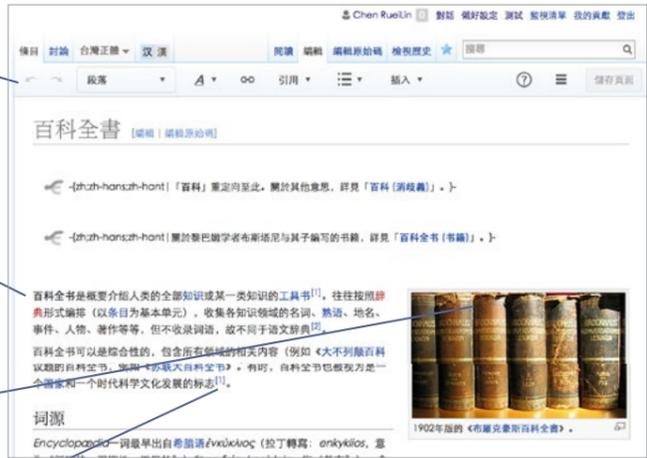 Chen RueiLin 0 對話 偏好設定 測試 監視清單 我的貢獻 登出
條目 討論 台灣正體 汉 漢 閱讀 編輯 編輯原始碼 檢視歷史 搜尋
段落 A 引用 插入 ? 儲存頁面
百科全書 [編輯 | 編輯原始碼]
-{zh;zh-hans;zh-hant|「百科」重定向至此。關於其他意思，詳見「百科 (消歧義)」。}-
-{zh;zh-hans;zh-hant|關於黎巴嫩学者布斯塔尼与其子编写的书籍，詳見「百科全书 (书籍)」。}-
百科全书是概要介绍人类的全部知识或某一类知识的工具书[1]。往往按照辞
典形式编排（以条目为基本单元），收集各知识领域的名词、熟语、地名、
事件、人物、著作等等，但不收录词语，故不同于语文辞典[2]。
百科全书可以是综合性的，包含所有领域的相关内容（例如《大不列颠百科
议题的百科全书，例如《苏联大百科全书》。有时，百科全书也被视为是一
个国家和一个时代科学文化发展的标志[1]。
1902年版的《布羅克豪斯百科全書》。
词源
Encyclopædia一词最早出自希腊语ἐνκύκλιος（拉丁轉寫：enkyklios，意